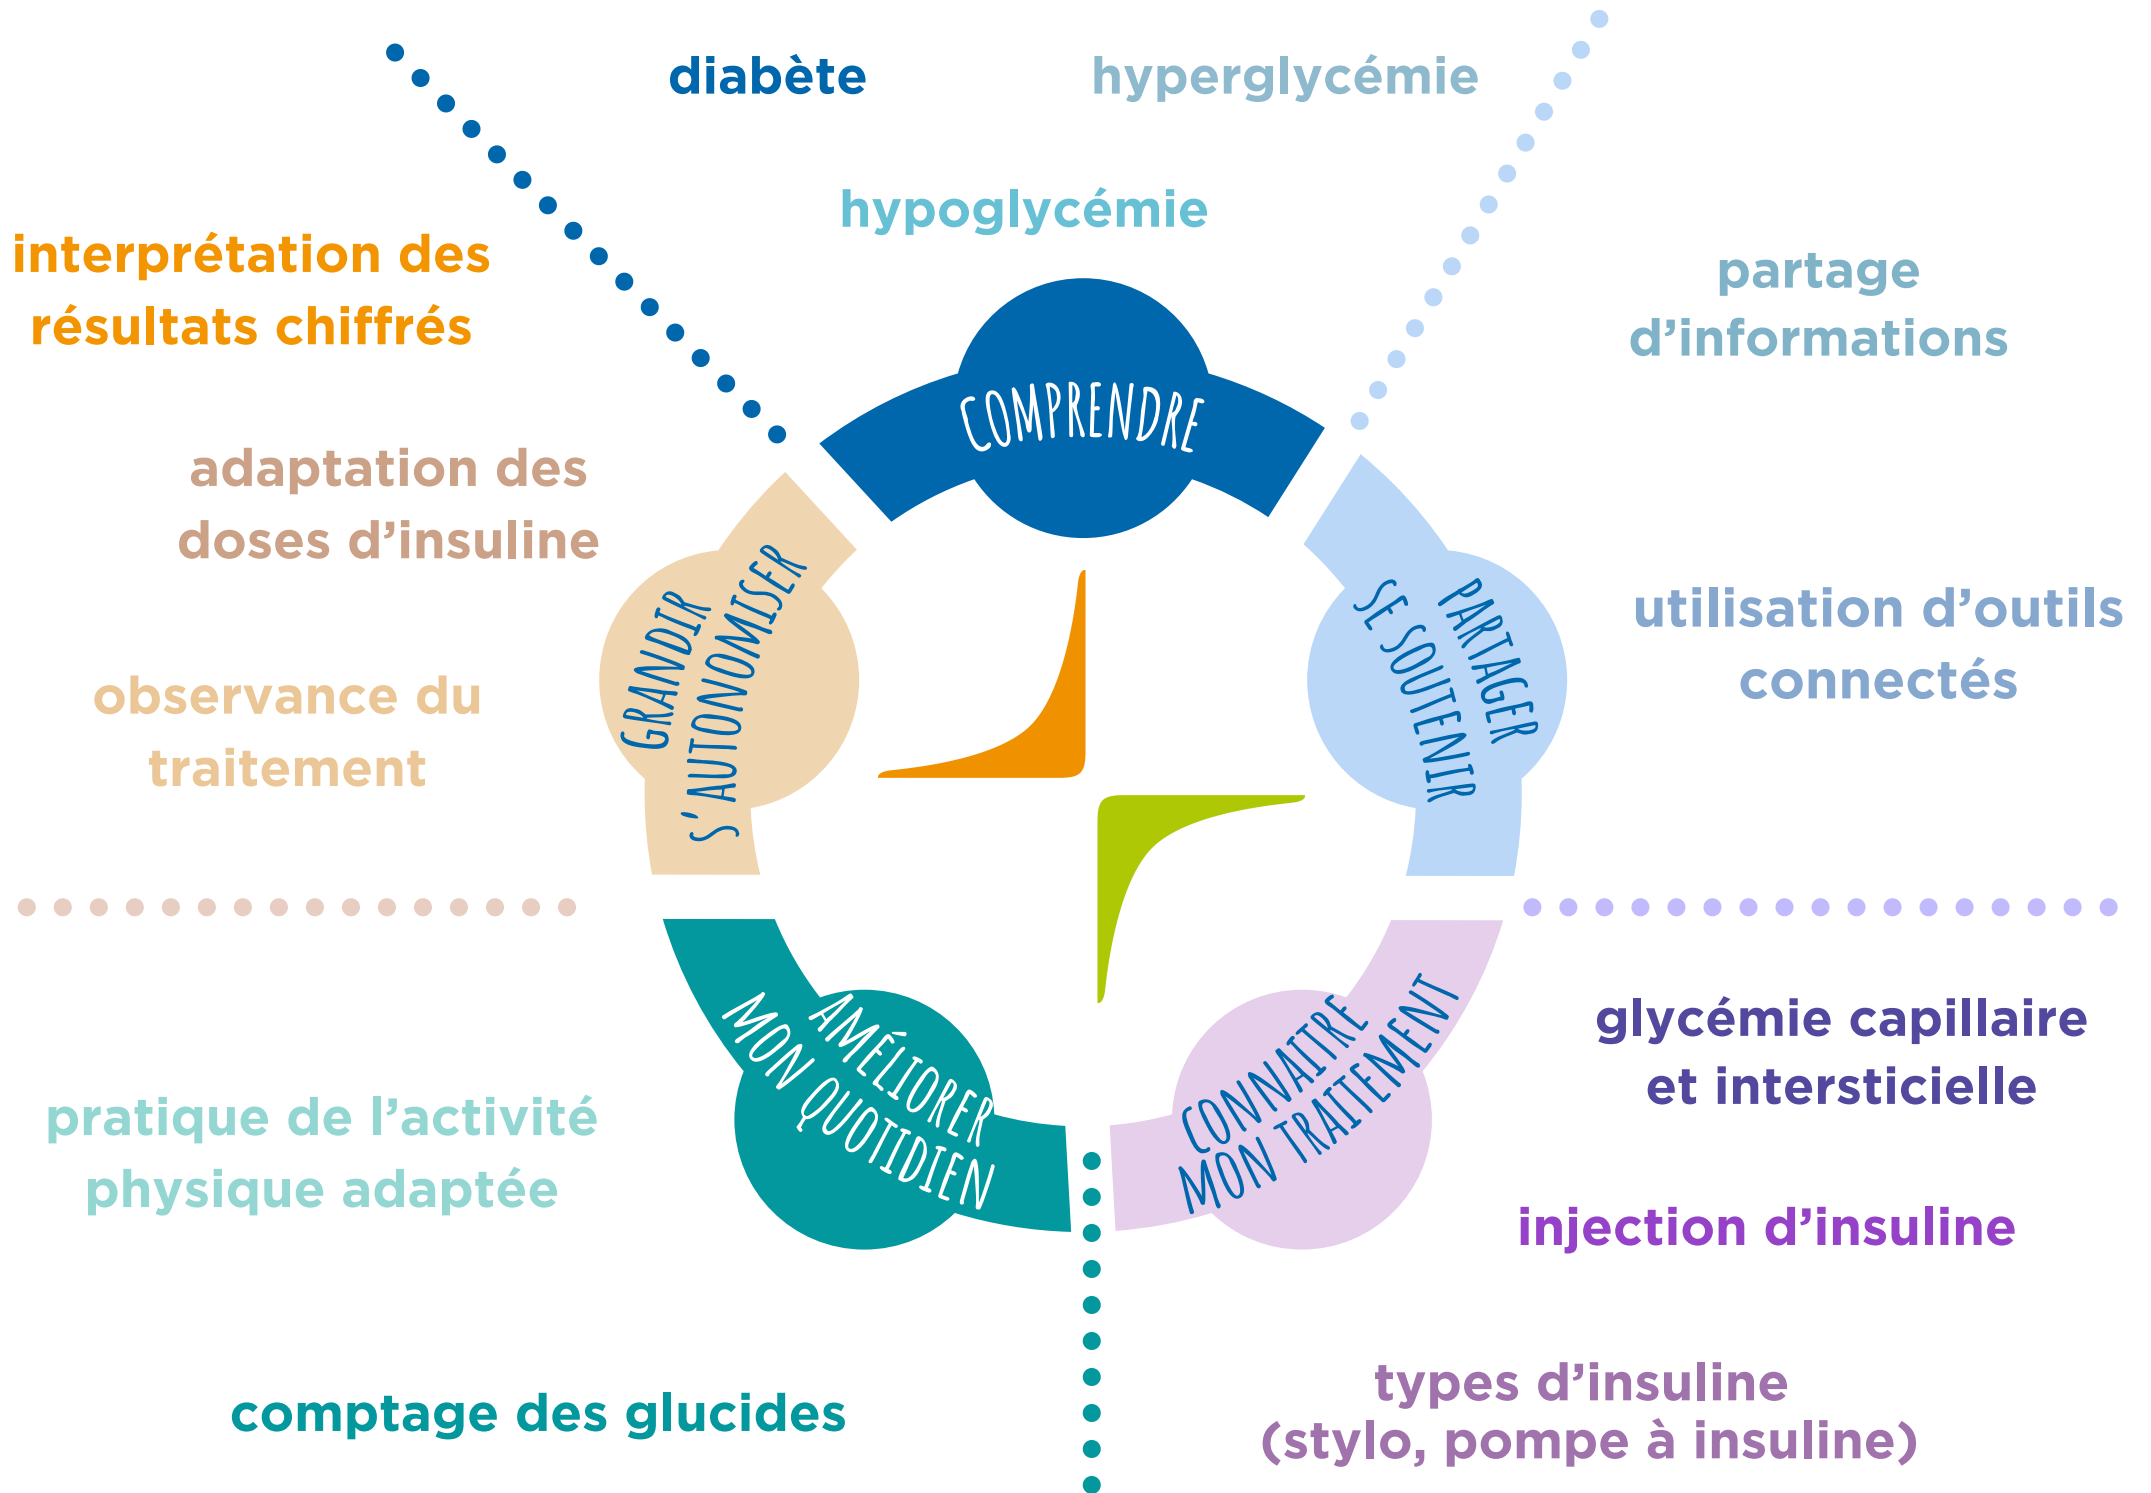 diabète
hyperglycémie
hypoglycémie
COMPRENDRE
partage
d’informations
utilisation d’outils
connectés
PARTAGER
SE SOUTENIR
glycémie capillaire
et intersticielle
injection d’insuline
types d’insuline
(stylo, pompe à insuline)
CONNAITRE
MON TRAITEMENT
AMÉLIORER
MON QUOTIDIEN
pratique de l’activité
physique adaptée
comptage des glucides
interprétation des
résultats chiffrés
adaptation des
doses d’insuline
observance du
traitement
GRANDIR
S’AUTONOMISER